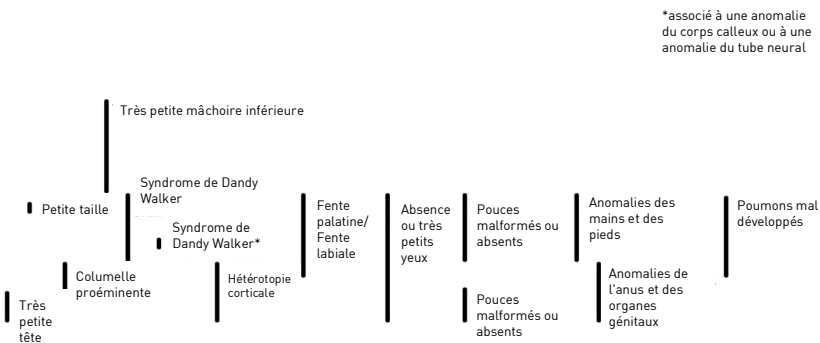 *associé à une anomalie
du corps calleux ou à une
anomalie du tube neural
Très petite mâchoire inférieure
Petite taille
Syndrome de Dandy
Walker
Syndrome de
Dandy Walker*
Columelle
proéminente
Très
petite
tête
Hétérotopie
corticale
Fente
palatine/
Fente
labiale
Absence
ou très
petits
yeux
Pouces
malformés ou
absents
Pouces
malformés ou
absents
Anomalies des
mains et des
pieds
Anomalies de
l'anus et des
organes
génitaux
Poumons mal
développés